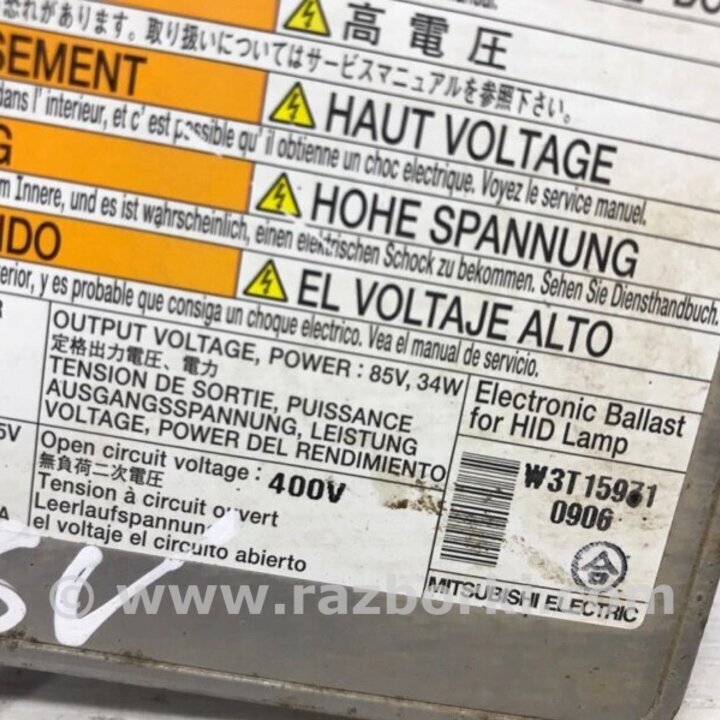 高電圧
恐れがあります。取り扱いについてはサービスマニュアルを参照下さい。
SEMENT
HAUT VOLTAGE
dans l' interieur, et c' est possible qu' il obtienne un choc electrique. Voyez le service manuel.
G
HOHE SPANNUNG
m Innere, und es ist wahrscheinlich, einen elektrischen Schock zu bekommen. Sehen Sie Diensthandbuch.
IDO
EL VOLTAJE ALTO
terior, y es probable que consiga un choque electrico. Vea el manual de servicio.
R
OUTPUT VOLTAGE, POWER : 85V, 34W
定格出力電圧、電力
TENSION DE SORTIE, PUISSANCE
AUSGANGSSPANNUNG, LEISTUNG
VOLTAGE, POWER DEL RENDIMIENTO
5V
Open circuit voltage : 400V
無負荷二次電圧
Tension à circuit ouvert
Leerlaufspannung
el voltaje el circuito abierto
A
Electronic Ballast
for HID Lamp
W3T15971
0906
合
MITSUBISHI ELECTRIC